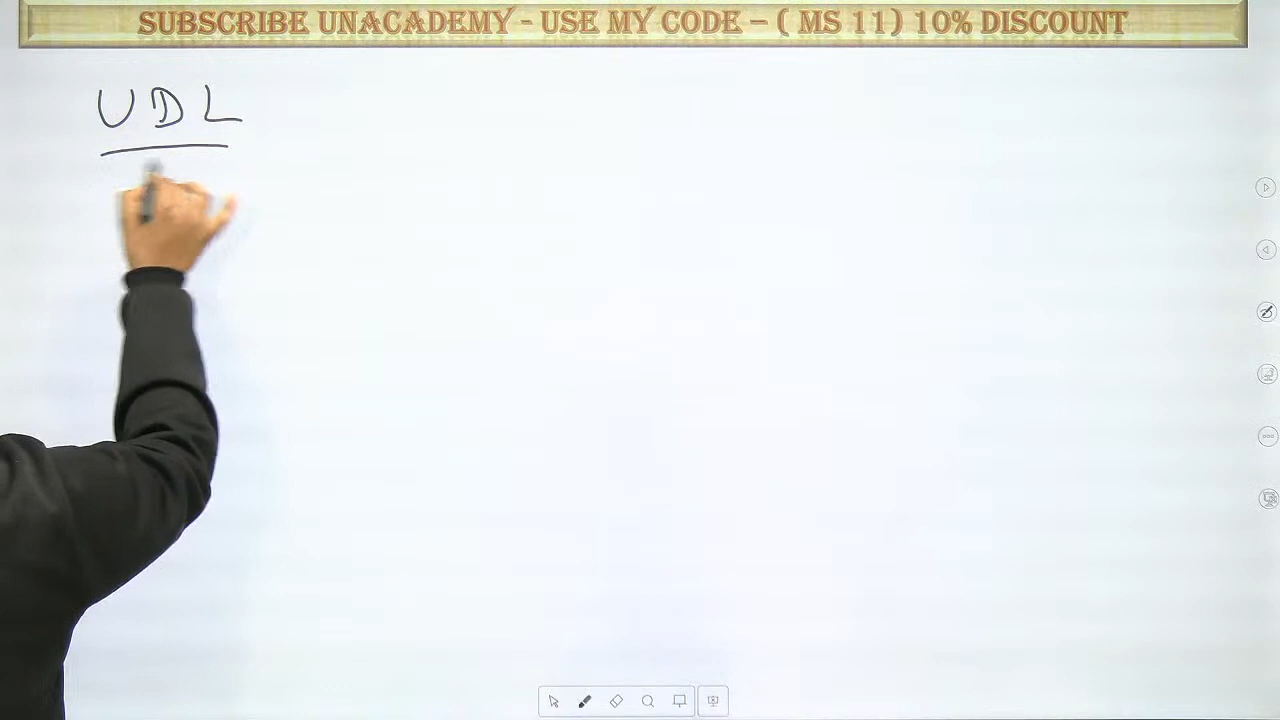 SUBSCRIBE UNACADEMY - USE MY CODE – ( MS 11) 10% DISCOUNT
UDL